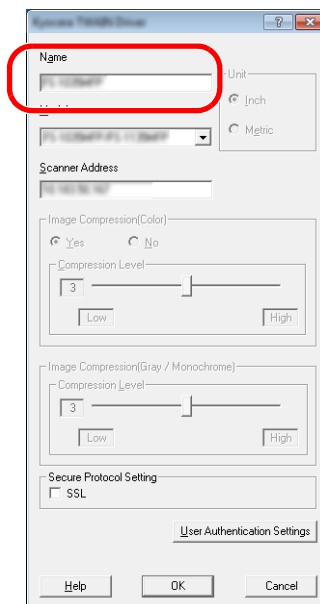 Kyocera TWAIN Driver
Name
Unit
Inch
Metric
Scanner Address
Image Compression(Color)
Yes No
Compression Level
3
Low High
Image Compression(Gray / Monochrome)
Compression Level
3
Low High
Secure Protocol Setting
SSL
User Authentication Settings
Help OK Cancel